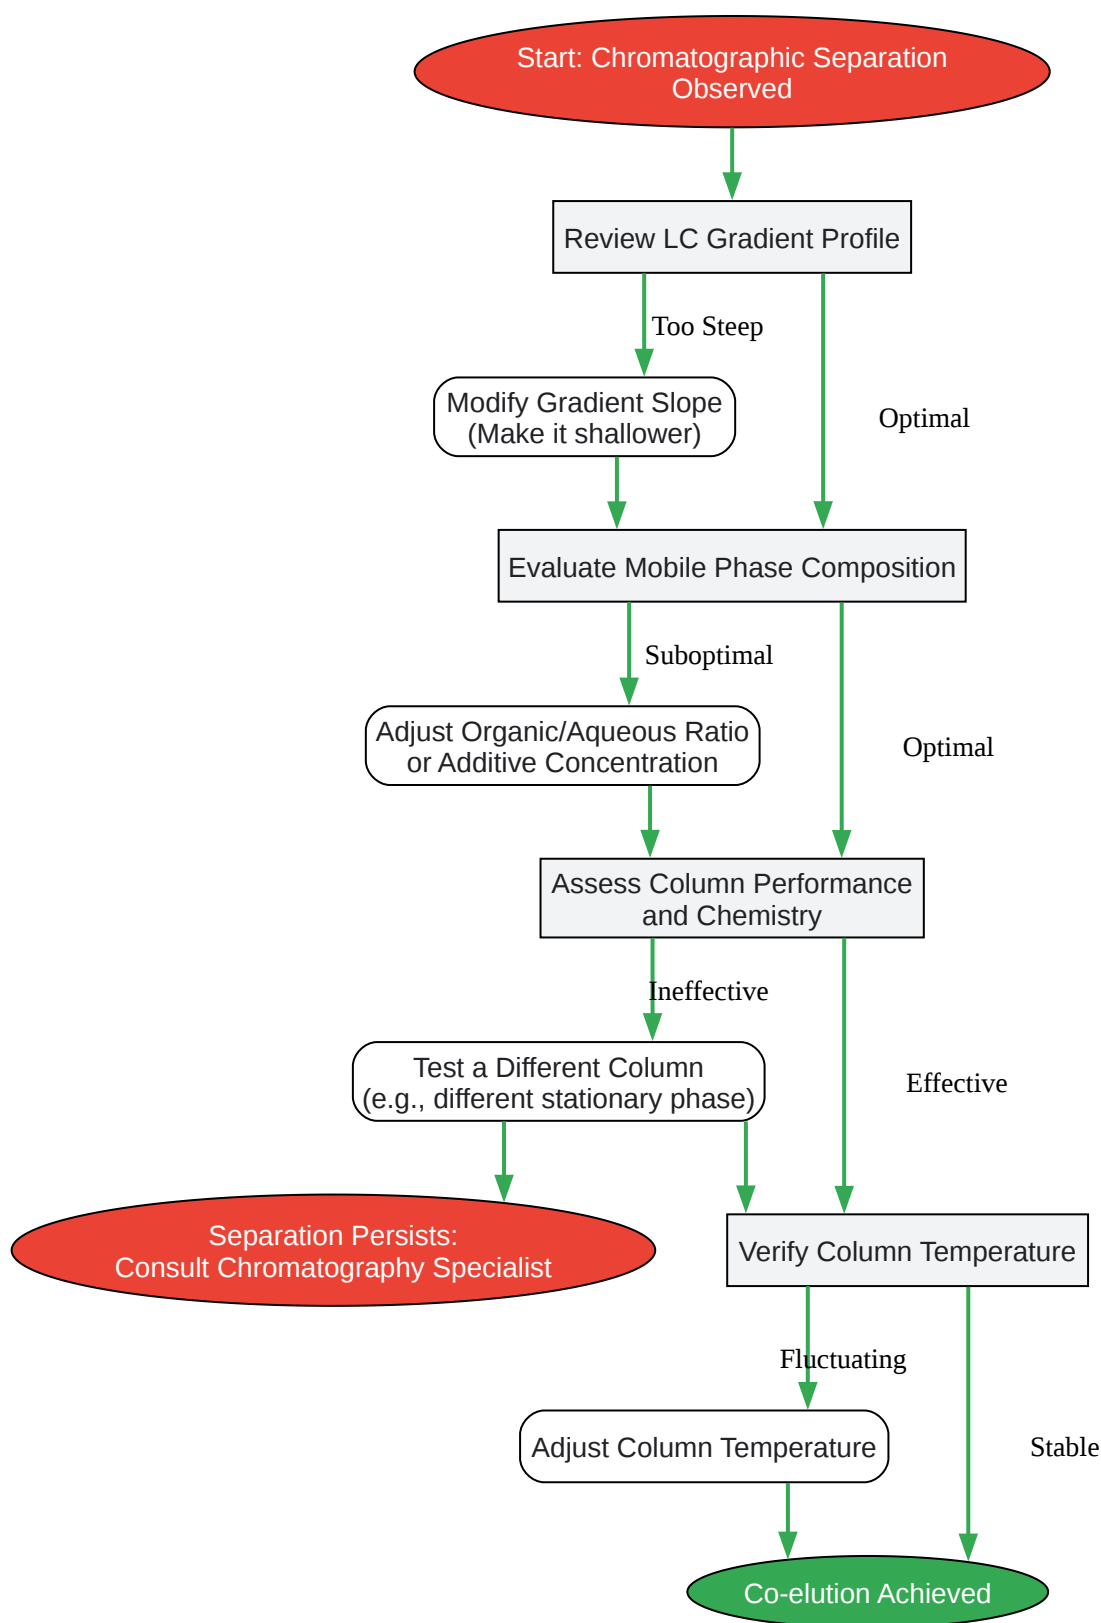 Start: Chromatographic Separation
Observed
Review LC Gradient Profile
Too Steep
Modify Gradient Slope
(Make it shallower)
Optimal
Evaluate Mobile Phase Composition
Suboptimal
Adjust Organic/Aqueous Ratio
or Additive Concentration
Optimal
Assess Column Performance
and Chemistry
Ineffective
Test a Different Column
(e.g., different stationary phase)
Effective
Separation Persists:
Consult Chromatography Specialist
Verify Column Temperature
Fluctuating
Adjust Column Temperature
Stable
Co-elution Achieved